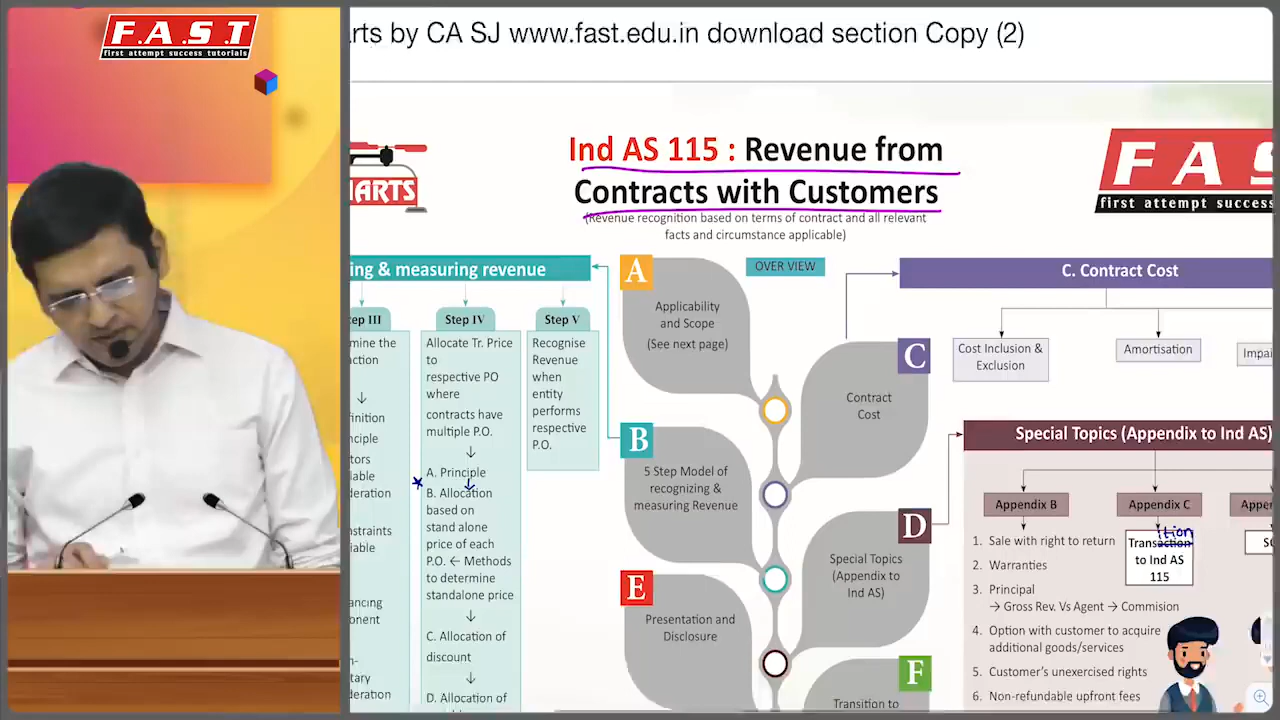 F.A.S.T
first attempt success tutorials
rts by CA SJ www.fast.edu.in download section Copy (2)
Ind AS 115 : Revenue from
Contracts with Customers
(Revenue recognition based on terms of contract and all relevant
facts and circumstance applicable)
ARTS
F A S
first attempt success
ing & measuring revenue
ep III
mine the
action
finition
nciple
tors
iable
deration
nstraints
riable
ancing
ponent
n-
etary
deration
Step IV
Allocate Tr. Price
to
respective PO
where
contracts have
multiple P.O.
↓
A. Principle
B. Allocation
based on
stand alone
price of each
P.O. ← Methods
to determine
standalone price
↓
C. Allocation of
discount
↓
D. Allocation of
Step V
Recognise
Revenue
when
entity
performs
respective
P.O.
OVER VIEW
A
Applicability
and Scope
(See next page)
B
5 Step Model of
recognizing &
measuring Revenue
C
Contract
Cost
D
Special Topics
(Appendix to
Ind AS)
E
Presentation and
Disclosure
F
Transition to
C. Contract Cost
Cost Inclusion &
Exclusion
Amortisation
Impai
Special Topics (Appendix to Ind AS)
Appendix B
1. Sale with right to return
2. Warranties
3. Principal
→ Gross Rev. Vs Agent → Commision
4. Option with customer to acquire
additional goods/services
5. Customer's unexercised rights
6. Non-refundable upfront fees
Appendix C
ition
Transaction
to Ind AS
115
Appen